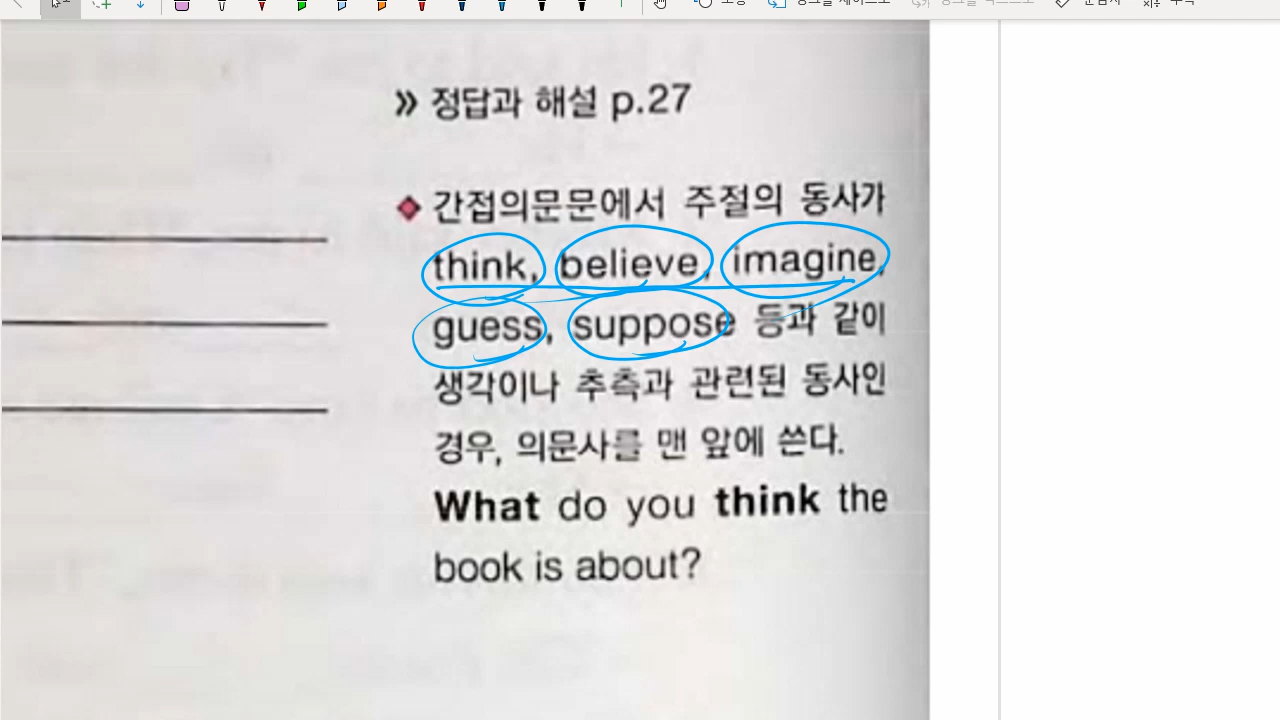 » 정답과 해설 p.27
◆ 간접의문문에서 주절의 동사가
think, believe, imagine,
guess, suppose 등과 같이
생각이나 추측과 관련된 동사인
경우, 의문사를 맨 앞에 쓴다.
What do you think the
book is about?